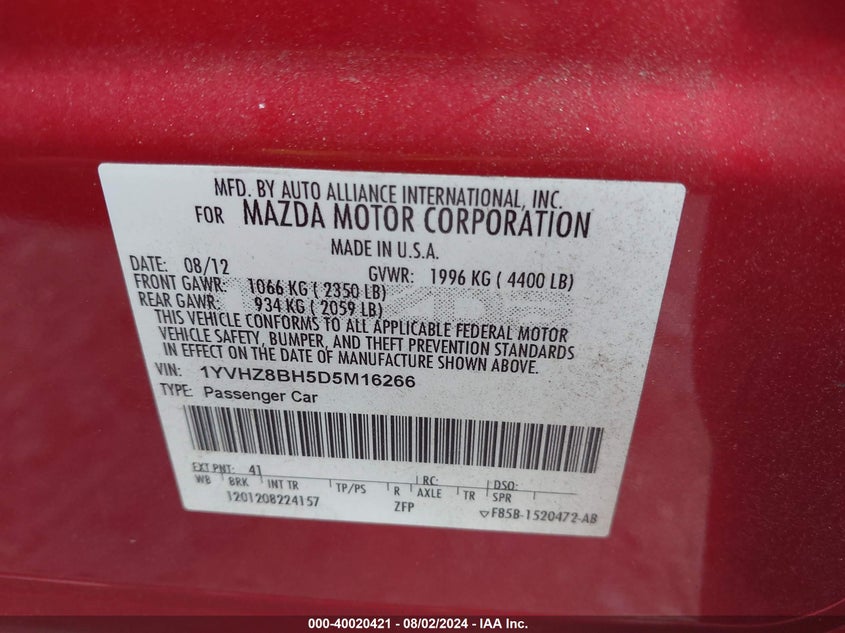 MFD. BY AUTO ALLIANCE INTERNATIONAL, INC.
FOR MAZDA MOTOR CORPORATION
MADE IN U.S.A.
DATE: 08/12 GVWR: 1996 KG ( 4400 LB)
FRONT GAWR: 1066 KG ( 2350 LB)
REAR GAWR: 934 KG ( 2059 LB)
THIS VEHICLE CONFORMS TO ALL APPLICABLE FEDERAL MOTOR
VEHICLE SAFETY, BUMPER, AND THEFT PREVENTION STANDARDS
IN EFFECT ON THE DATE OF MANUFACTURE SHOWN ABOVE.
VIN: 1YVHZ8BH5D5M16266
TYPE: Passenger Car
EXT PNT: 41 RC: DSO:
WB BRK INT TR TP/PS R AXLE TR SPR
1201208224157 ZFP
▽F85B-1520472-AB
000-40020421 - 08/02/2024 - IAA Inc.